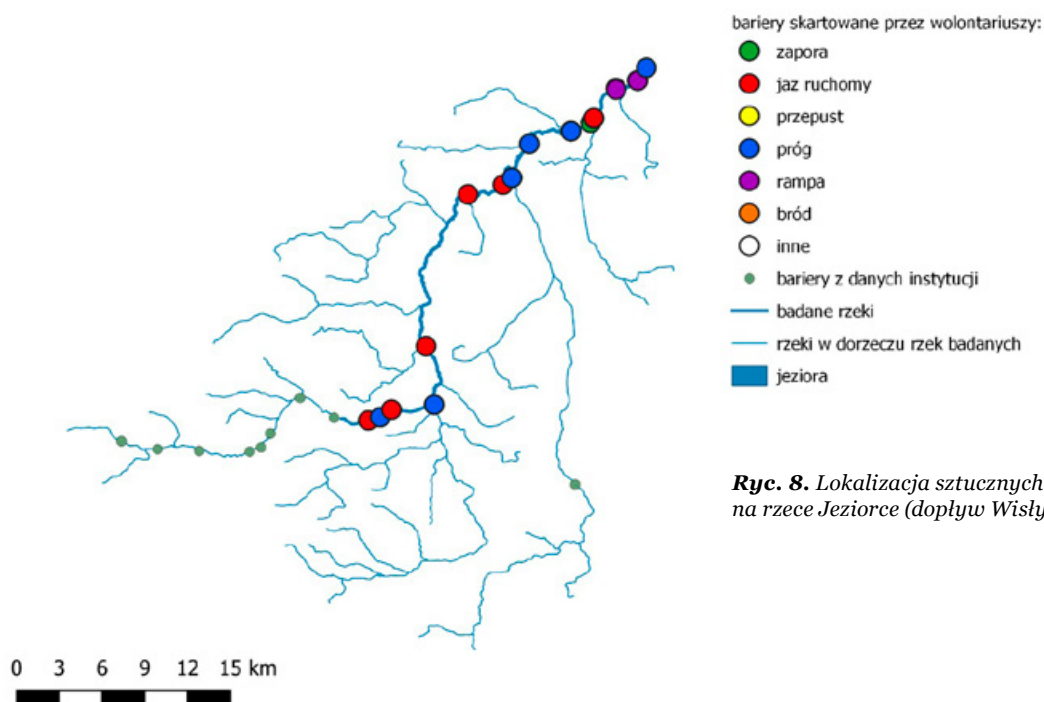 bariery skartowane przez wolontariuszy:
zapora
jaz ruchomy
przepust
próg
rampa
bród
inne
bariery z danych instytucji
badane rzeki
rzeki w dorzeczu rzek badanych
jeziora
Ryc. 8. Lokalizacja sztucznych
na rzece Jeziorce (dopływ Wisły
0 3 6 9 12 15 km